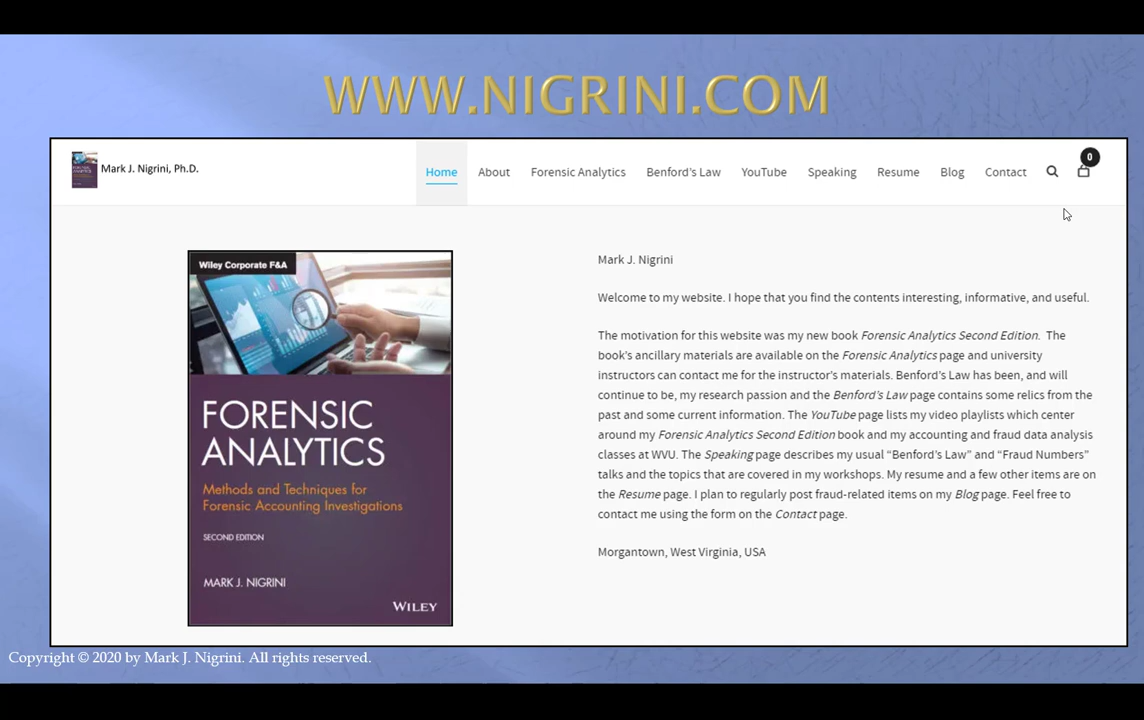 WWW.NIGRINI.COM
Mark J. Nigrini, Ph.D.
Home About Forensic Analytics Benford's Law YouTube Speaking Resume Blog Contact 0
Wiley Corporate F&A
FORENSIC
ANALYTICS
Methods and Techniques for
Forensic Accounting Investigations
SECOND EDITION
MARK J. NIGRINI
WILEY
Mark J. Nigrini
Welcome to my website. I hope that you find the contents interesting, informative, and useful.
The motivation for this website was my new book Forensic Analytics Second Edition. The
book's ancillary materials are available on the Forensic Analytics page and university
instructors can contact me for the instructor's materials. Benford's Law has been, and will
continue to be, my research passion and the Benford's Law page contains some relics from the
past and some current information. The YouTube page lists my video playlists which center
around my Forensic Analytics Second Edition book and my accounting and fraud data analysis
classes at WVU. The Speaking page describes my usual “Benford's Law” and “Fraud Numbers”
talks and the topics that are covered in my workshops. My resume and a few other items are on
the Resume page. I plan to regularly post fraud-related items on my Blog page. Feel free to
contact me using the form on the Contact page.
Morgantown, West Virginia, USA
Copyright © 2020 by Mark J. Nigrini. All rights reserved.